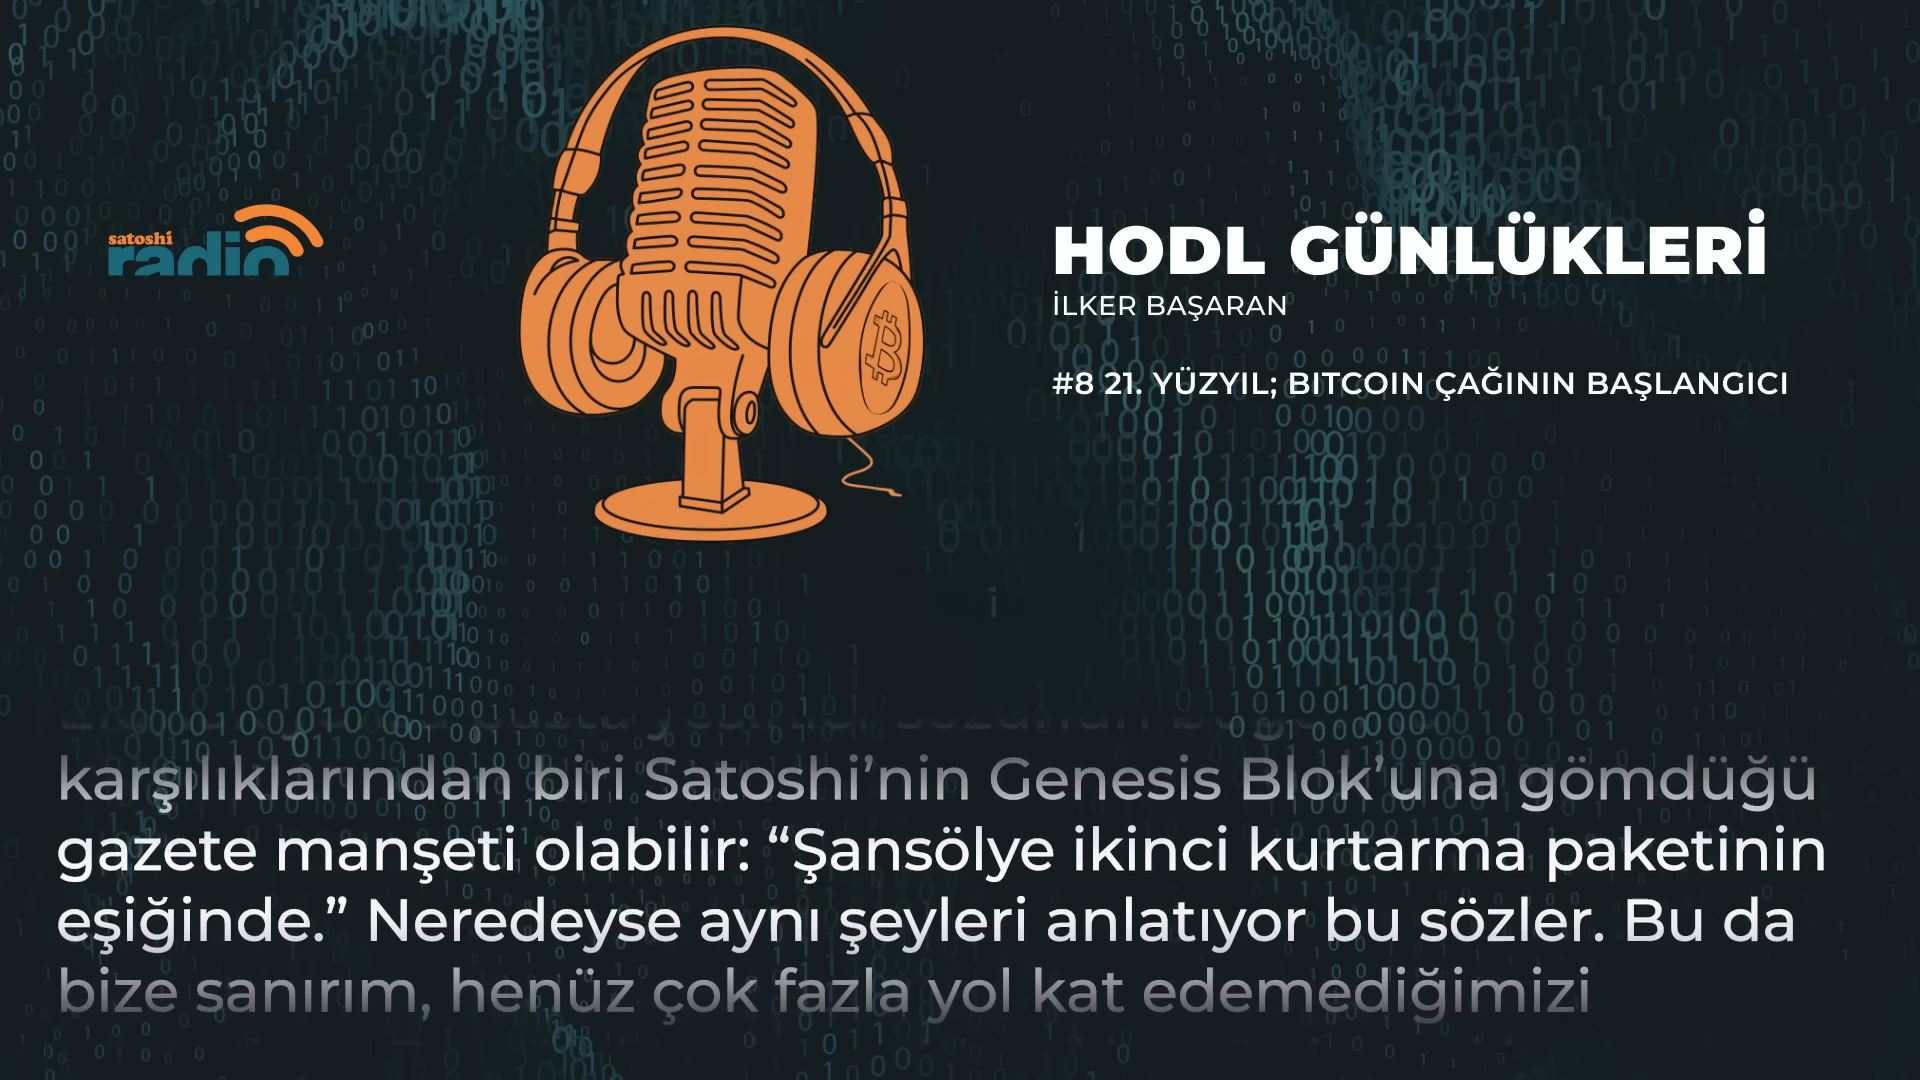 satoshi
radio
HODL GÜNLÜKLERİ
İLKER BAŞARAN
#8 21. YÜZYIL; BITCOIN ÇAĞININ BAŞLANGICI
karşılıklarından biri Satoshi’nin Genesis Blok’una gömdüğü
gazete manşeti olabilir: “Şansölye ikinci kurtarma paketinin
eşiğinde.” Neredeyse aynı şeyleri anlatıyor bu sözler. Bu da
bize sanırım, henüz çok fazla yol kat edemediğimizi